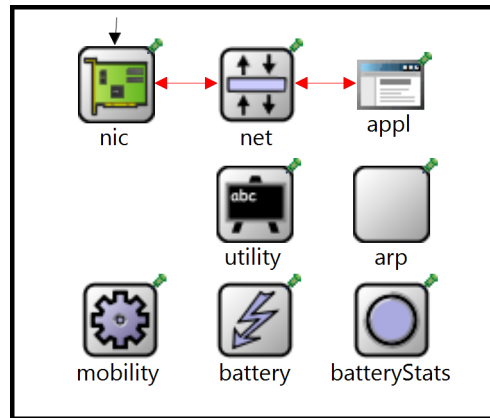 nic
net
appl
abc
utility
arp
mobility
battery
batteryStats